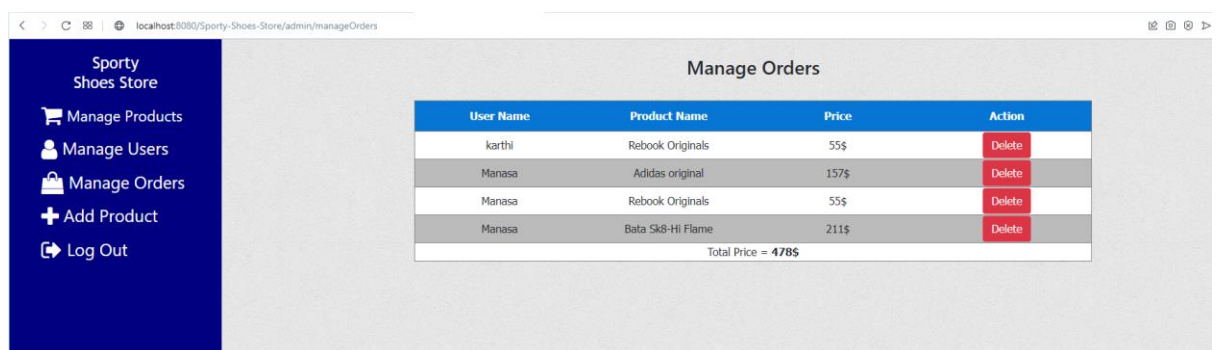 localhost:8080/Sporty-Shoes-Store/admin/manageOrders
Sporty
Shoes Store
Manage Products
Manage Users
Manage Orders
Add Product
Log Out
Manage Orders
User Name Product Name Price Action
karthi Rebook Originals 55$ Delete
Manasa Adidas original 157$ Delete
Manasa Rebook Originals 55$ Delete
Manasa Bata Sk8-Hi Flame 211$ Delete
Total Price = 478$